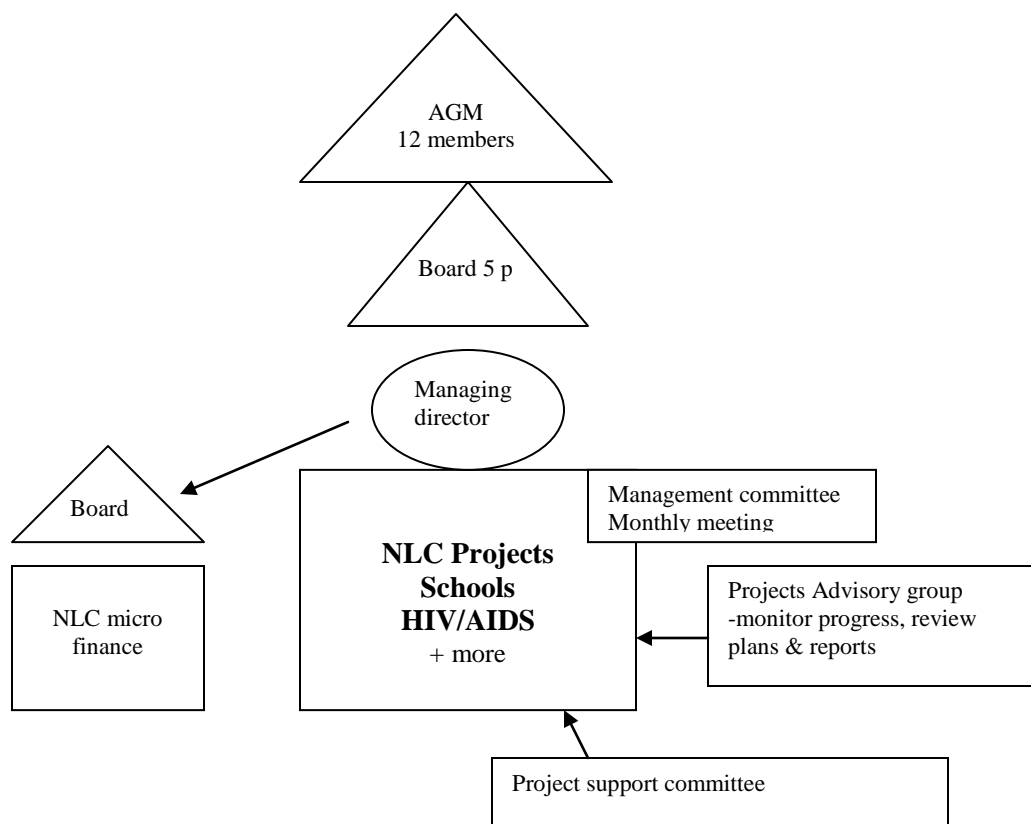 AGM
12 members
Board 5 p
Managing
director
Board
Management committee
Monthly meeting
NLC Projects
Schools
HIV/AIDS
+ more
NLC micro
finance
Projects Advisory group
-monitor progress, review
plans & reports
Project support committee